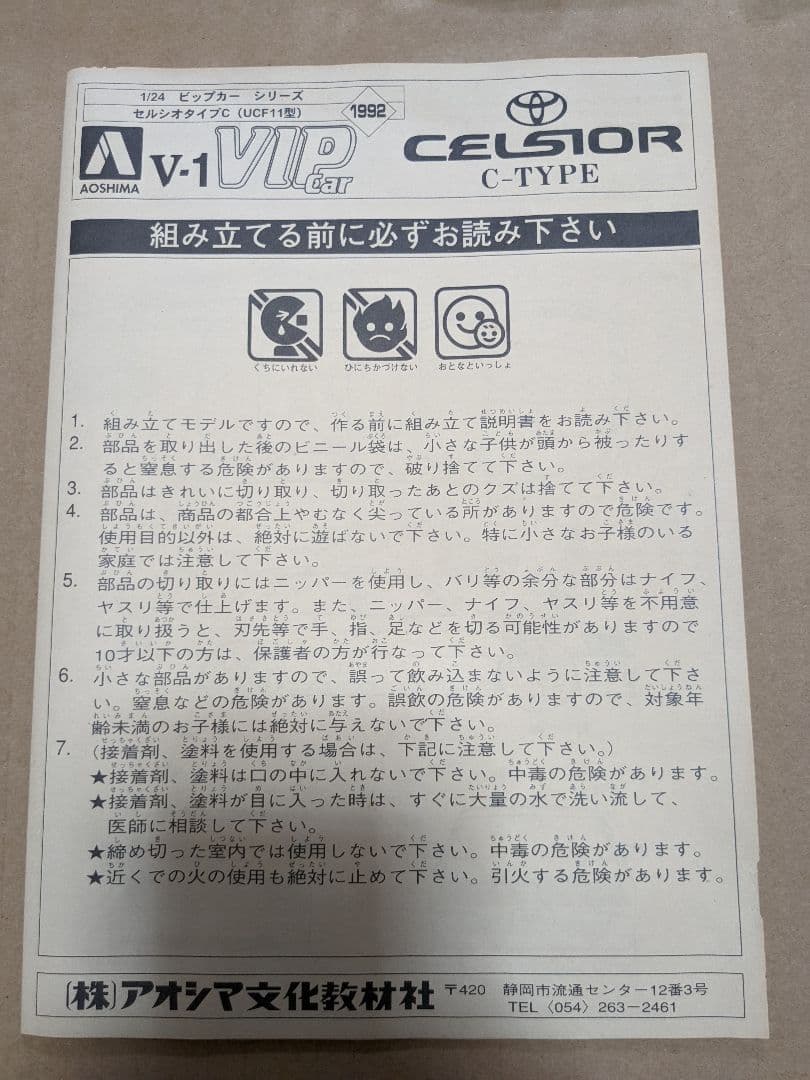 1/24 ビップカー シリーズ
セルシオタイプC(UCF11型)
1992
AOSHIMA
V-1 VIP Car
CELSIOR
C-TYPE
組み立てる前に必ずお読み下さい
くちにいれない ひにちかづけない おとなといっしょ
1. 組み立てモデルですので、作る前に組み立て説明書をお読み下さい。
2. 部品を取り出した後のビニール袋は、小さな子供が頭から被ったりす
ると窒息する危険がありますので、破り捨てて下さい。
3. 部品はきれいに切り取り、切り取ったあとのクズは捨てて下さい。
4. 部品は、商品の都合上やむなく尖っている所がありますので危険です。
使用目的以外は、絶対に遊ばないで下さい。特に小さなお子様のいる
家庭では注意して下さい。
5. 部品の切り取りにはニッパーを使用し、バリ等の余分な部分はナイフ、
ヤスリ等で仕上げます。また、ニッパー、ナイフ、ヤスリ等を不用意
に取り扱うと、刃先等で手、指、足などを切る可能性がありますので
10才以下の方は、保護者の方が行なって下さい。
6. 小さな部品がありますので、誤って飲み込まないように注意して下さ
い。窒息などの危険があります。誤飲の危険がありますので、対象年
齢未満のお子様には絶対に与えないで下さい。
7. (接着剤、塗料を使用する場合は、下記に注意して下さい。)
★接着剤、塗料は口の中に入れないで下さい。中毒の危険があります。
★接着剤、塗料が目に入った時は、すぐに大量の水で洗い流して、
医師に相談して下さい。
★締め切った室内では使用しないで下さい。中毒の危険があります。
★近くでの火の使用も絶対に止めて下さい。引火する危険があります。
(株)アオシマ文化教材社 〒420 静岡市流通センター12番3号
TEL〈054〉263-2461